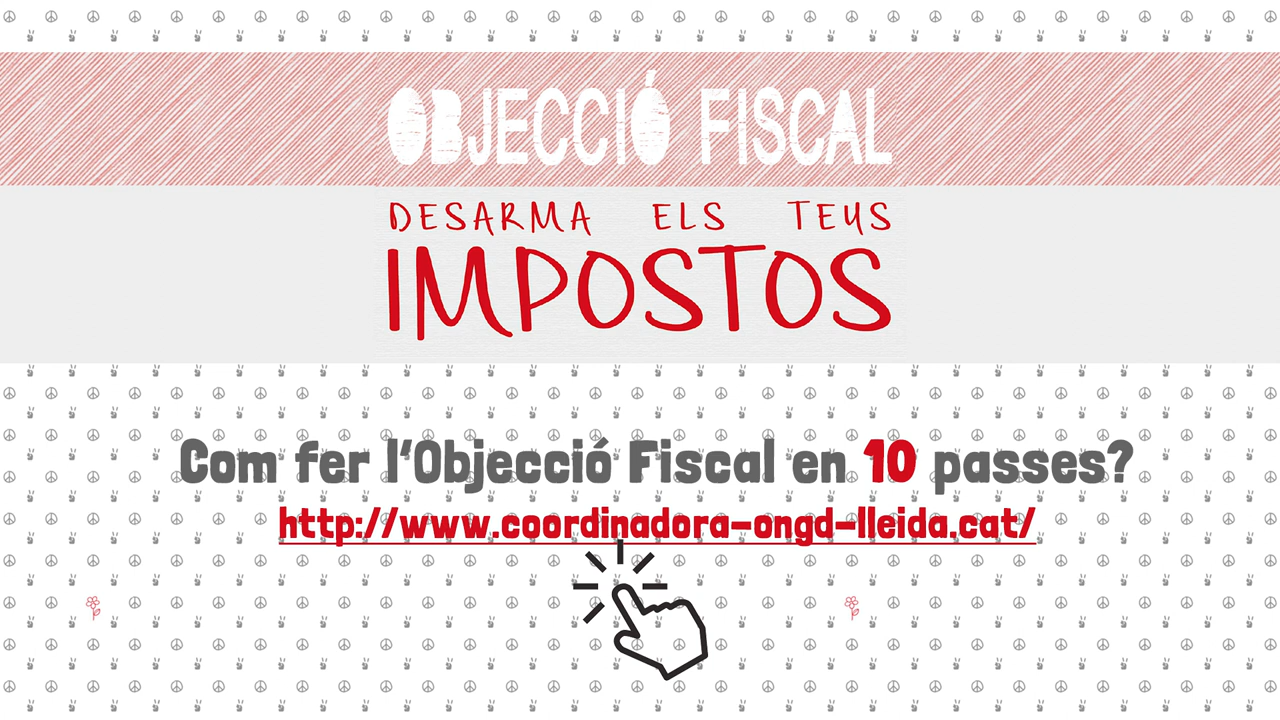 OBJECCIÓ FISCAL
DESARMA ELS TEUS
IMPOSTOS
Com fer l'Objecció Fiscal en 10 passes?
http://www.coordinadora-ongd-lleida.cat/